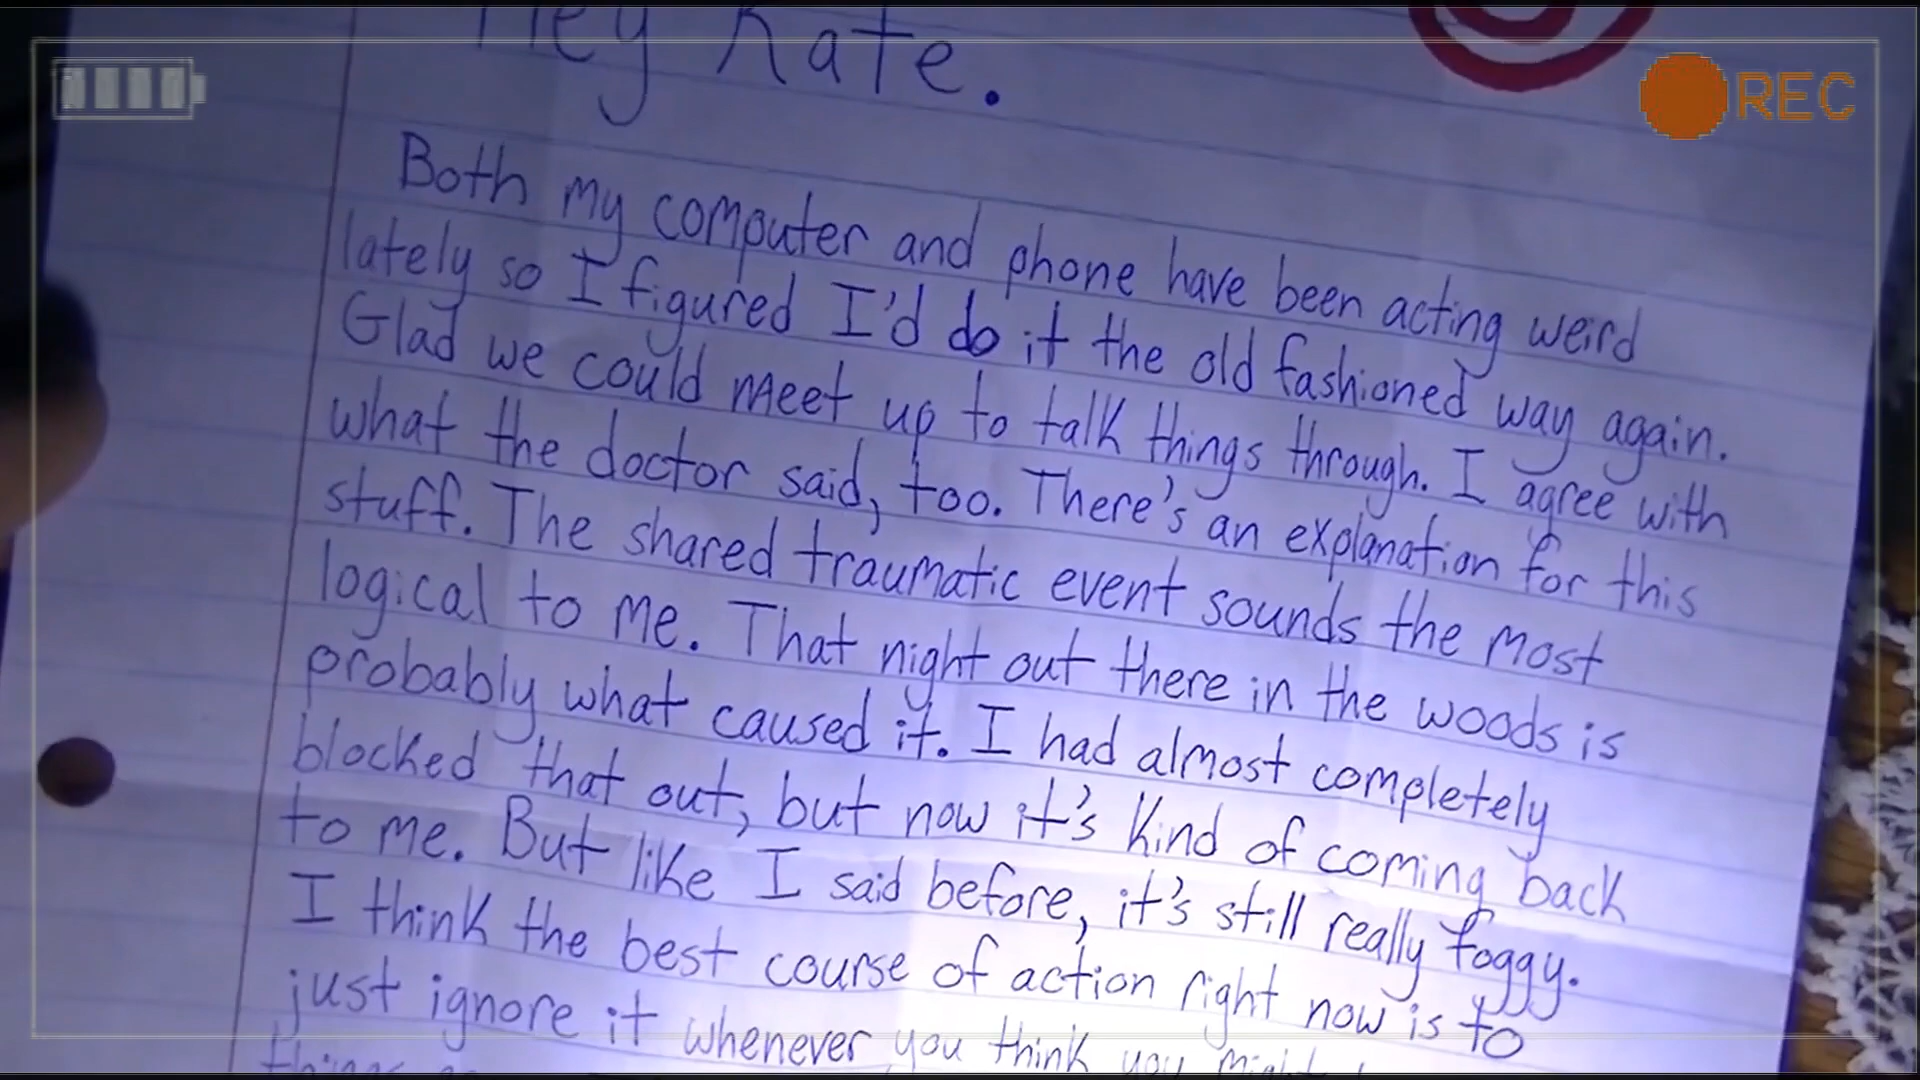 Hey Kate.
REC
Both my computer and phone have been acting weird
lately so I figured I'd do it the old fashioned way again.
Glad we could meet up to talk things through. I agree with
what the doctor said, too. There's an explanation for this
stuff. The shared traumatic event sounds the most
logical to me. That night out there in the woods is
probably what caused it. I had almost completely
blocked that out, but now it's kind of coming back
to me. But like I said before, it's still really foggy.
I think the best course of action right now is to
just ignore it whenever you think you might